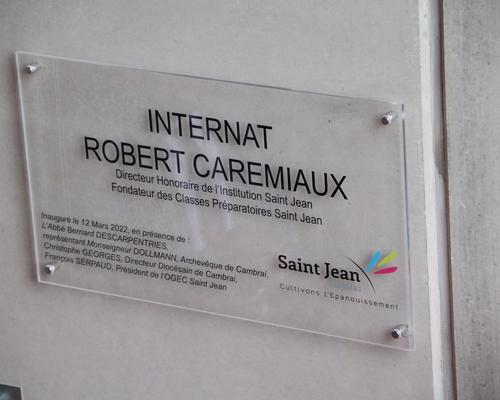 INTERNAT
ROBERT CAREMIAUX
Directeur Honoraire de l'Institution Saint Jean
Fondateur des Classes Préparatoires Saint Jean
Inauguré le 12 Mars 2022, en présence de :
L'Abbé Bernard DESCARPENTRIES,
représentant Monseigneur DOLLMANN, Archevêque de Cambrai,
Christophe GEORGES, Directeur Diocésain de Cambrai,
François SERPAUD, Président de l'OGEC Saint Jean
Saint Jean
Cultivons l'Epanouissement